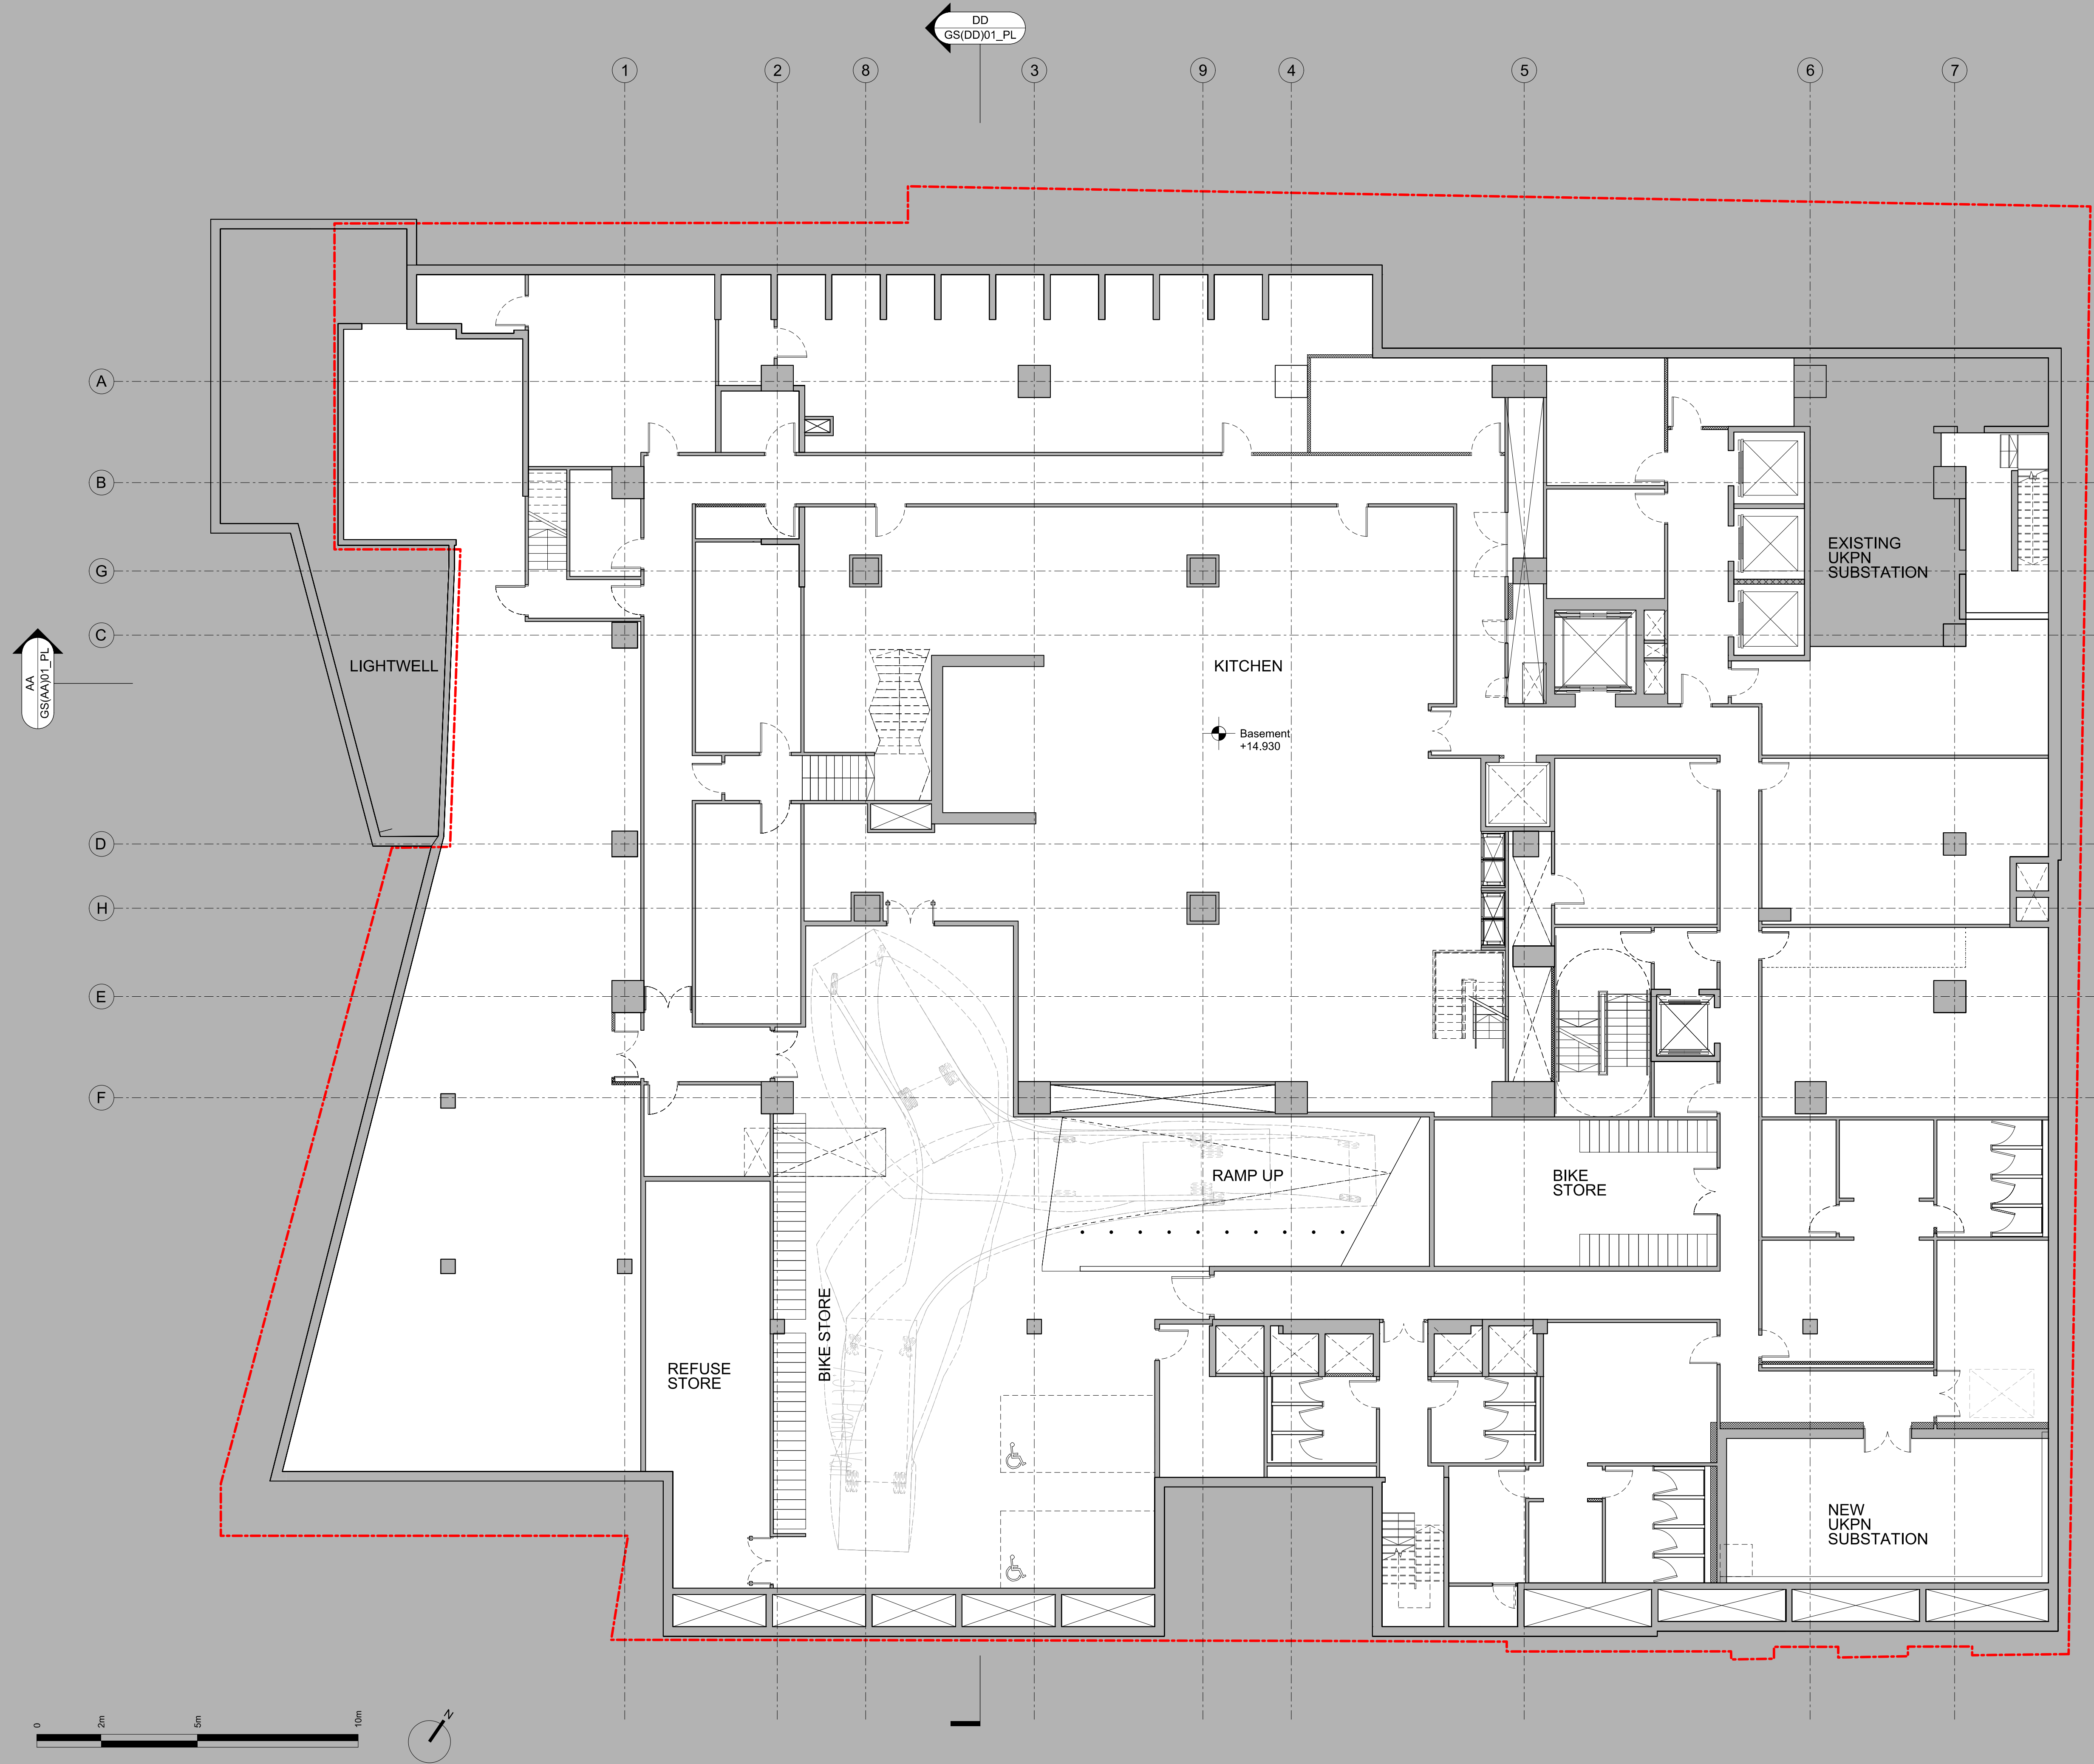 DD
GS(DD)01_PL
1
2
8
3
9
4
5
6
7
A
B
G
C
D
H
E
F
AA
GS(AA)01_PL
LIGHTWELL
KITCHEN
Basement
+14.930
EXISTING
UKPN
SUBSTATION
RAMP UP
BIKE
STORE
BIKE STORE
REFUSE
STORE
NEW
UKPN
SUBSTATION
0
2m
5m
10m
N